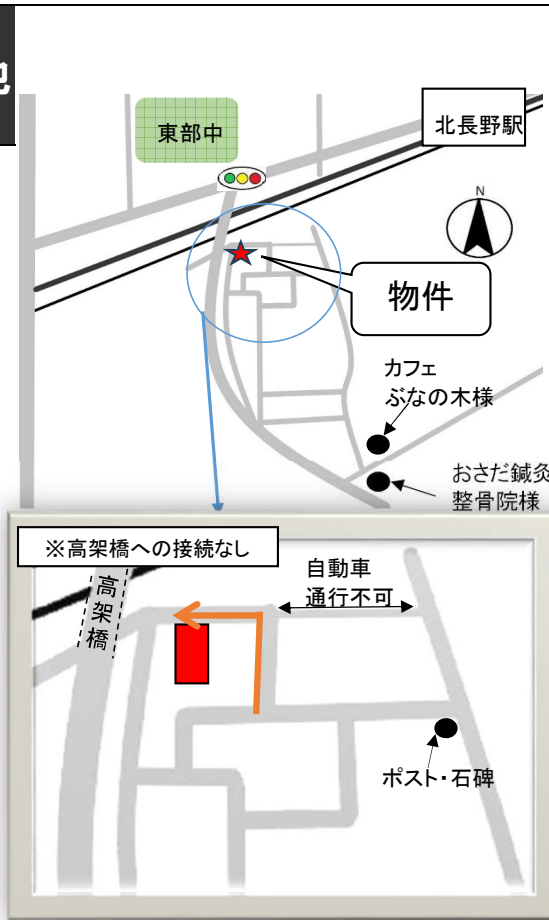 地
東部中
北長野駅
N
物件
カフェ
ぶなの木様
おさだ鍼灸
整骨院様
※高架橋への接続なし
高架橋
自動車
通行不可
ポスト・石碑